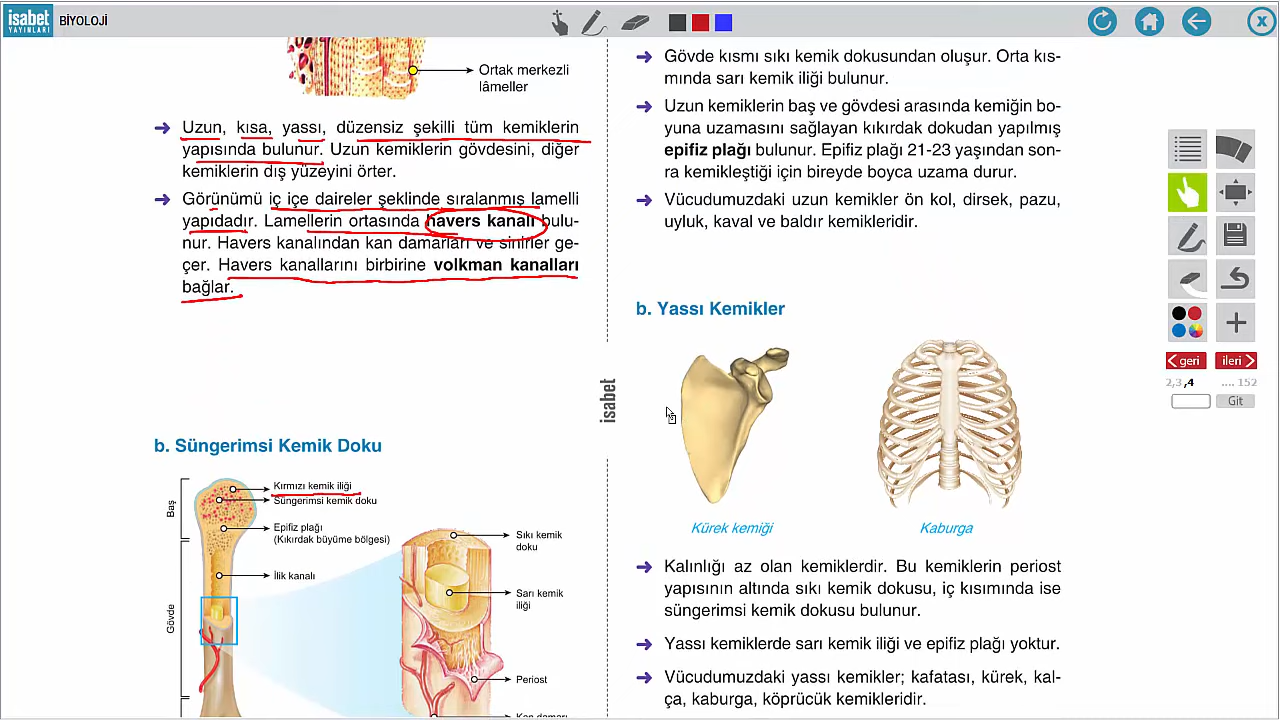 isabet
YAYINLARI
BİYOLOJİ
Ortak merkezli
lâmeller
Uzun, kısa, yassı, düzensiz şekilli tüm kemiklerin
yapısında bulunur. Uzun kemiklerin gövdesini, diğer
kemiklerin dış yüzeyini örter.
Görünümü iç içe daireler şeklinde sıralanmış lamelli
yapıdadır. Lamellerin ortasında havers kanalı bulu-
nur. Havers kanalından kan damarları ve sinirler ge-
çer. Havers kanallarını birbirine volkman kanalları
bağlar.
b. Süngerimsi Kemik Doku
Baş
Gövde
Kırmızı kemik iliği
Süngerimsi kemik doku
Epifiz plağı
(Kıkırdak büyüme bölgesi)
İlik kanalı
Sıkı kemik
doku
Sarı kemik
iliği
Periost
Kan damarı
isabet
Gövde kısmı sıkı kemik dokusundan oluşur. Orta kıs-
mında sarı kemik iliği bulunur.
Uzun kemiklerin baş ve gövdesi arasında kemiğin bo-
yuna uzamasını sağlayan kıkırdak dokudan yapılmış
epifiz plağı bulunur. Epifiz plağı 21-23 yaşından son-
ra kemikleştiği için bireyde boyca uzama durur.
Vücudumuzdaki uzun kemikler ön kol, dirsek, pazu,
uyluk, kaval ve baldır kemikleridir.
b. Yassı Kemikler
Kürek kemiği
Kaburga
Kalınlığı az olan kemiklerdir. Bu kemiklerin periost
yapısının altında sıkı kemik dokusu, iç kısımında ise
süngerimsi kemik dokusu bulunur.
Yassı kemiklerde sarı kemik iliği ve epifiz plağı yoktur.
Vücudumuzdaki yassı kemikler; kafatası, kürek, kal-
ça, kaburga, köprücük kemikleridir.
geri
ileri
2,3,4 .... 152
Git